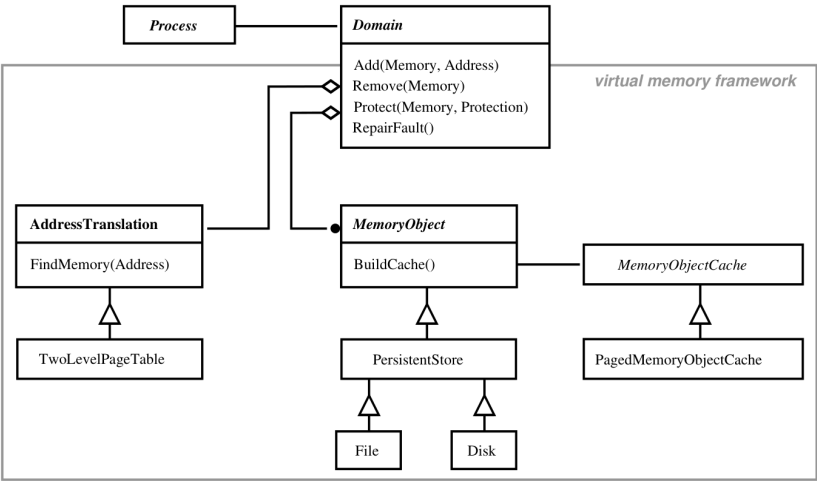 Process
Domain
Add(Memory, Address)
Remove(Memory)
Protect(Memory, Protection)
RepairFault()
virtual memory framework
AddressTranslation
FindMemory(Address)
MemoryObject
BuildCache()
MemoryObjectCache
TwoLevelPageTable
PersistentStore
PagedMemoryObjectCache
File
Disk